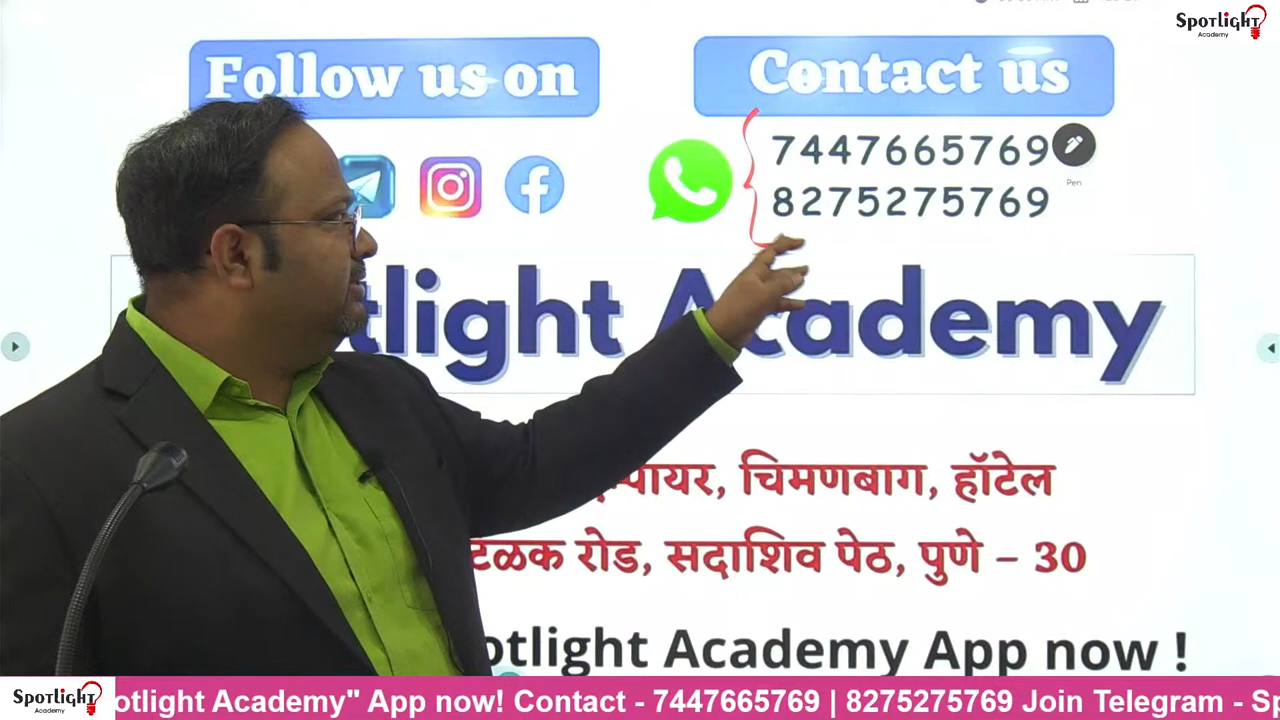 Spotlight
Academy
Follow us on
Contact us
7447665769
8275275769
Pen
tlight Academy
पायर, चिमणबाग, हॉटेल
टळक रोड, सदाशिव पेठ, पुणे – 30
otlight Academy App now !
Spotlight
Academy
otlight Academy" App now! Contact - 7447665769 | 8275275769 Join Telegram - Sp